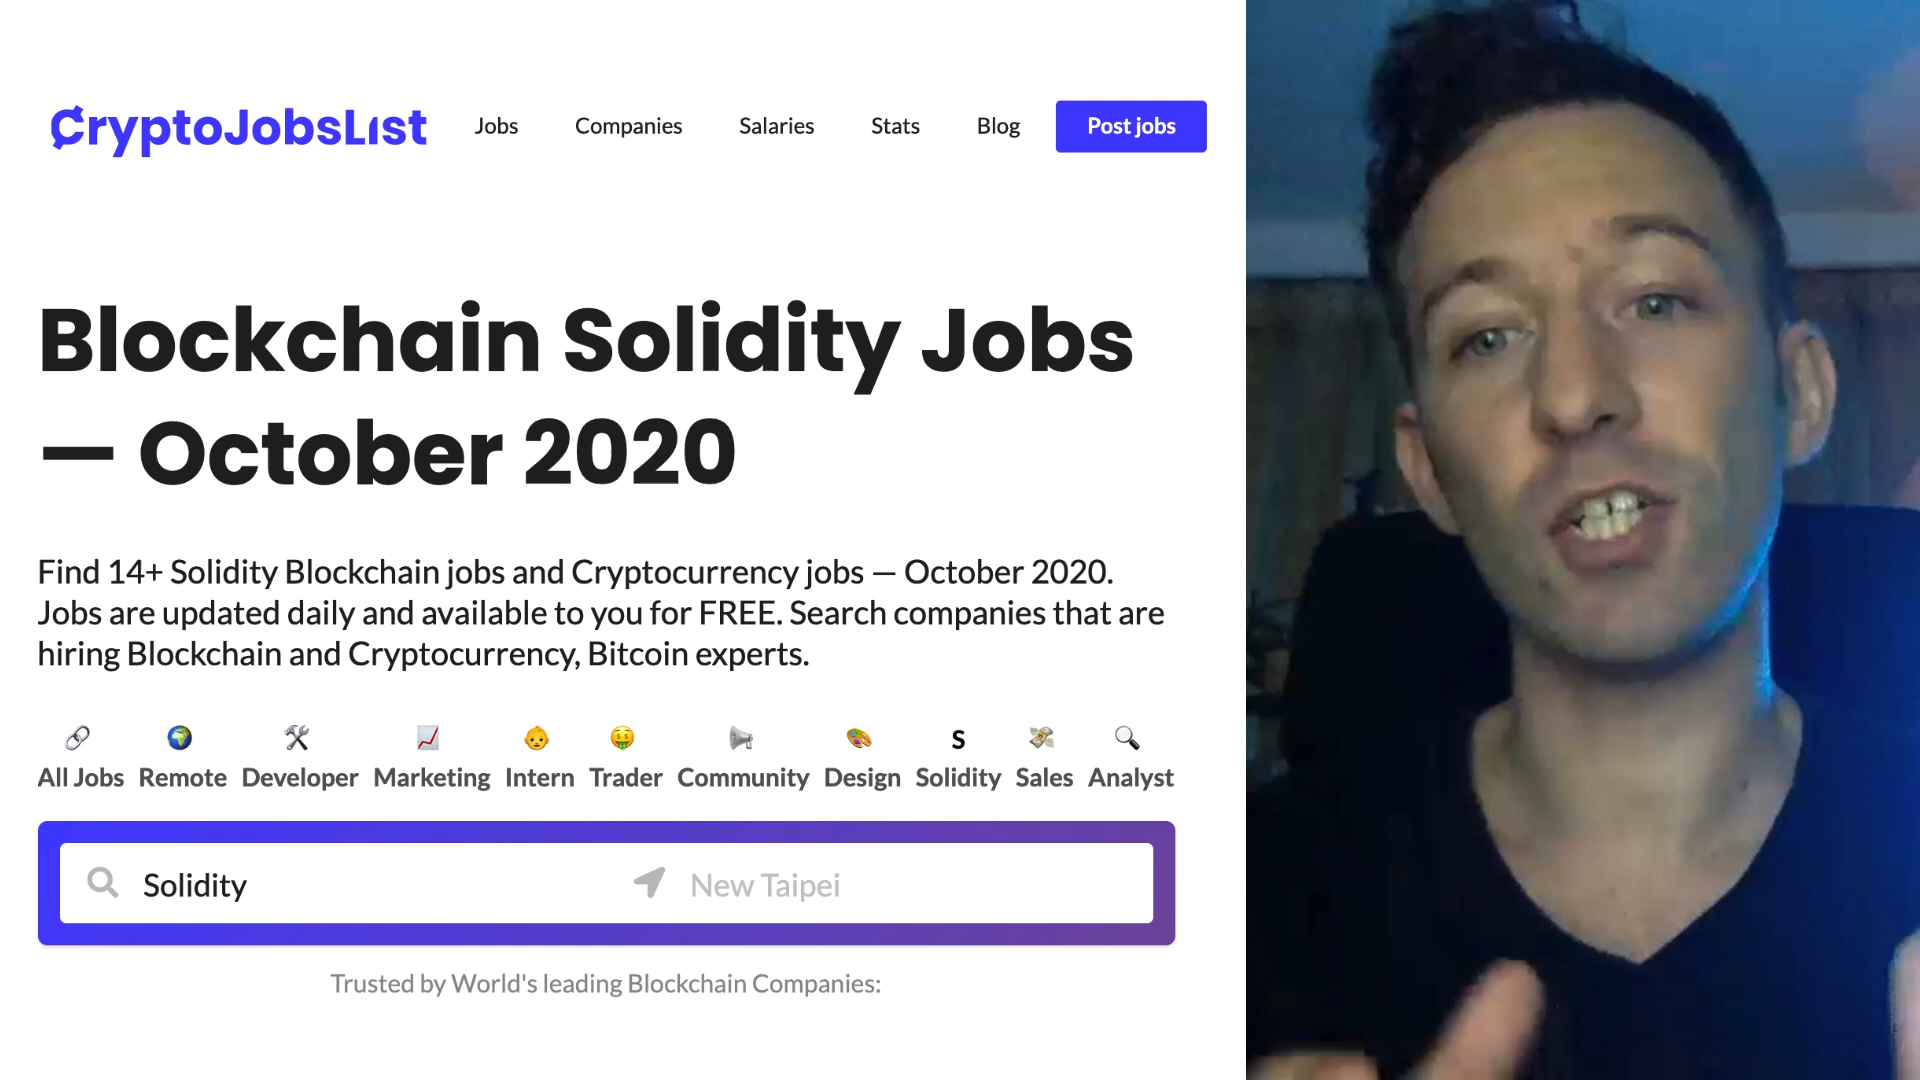 CryptoJobsList
Jobs
Companies
Salaries
Stats
Blog
Post jobs
Blockchain Solidity Jobs
— October 2020
Find 14+ Solidity Blockchain jobs and Cryptocurrency jobs — October 2020.
Jobs are updated daily and available to you for FREE. Search companies that are
hiring Blockchain and Cryptocurrency, Bitcoin experts.
S
All Jobs Remote Developer Marketing Intern Trader Community Design Solidity Sales Analyst
Solidity
New Taipei
Trusted by World's leading Blockchain Companies: